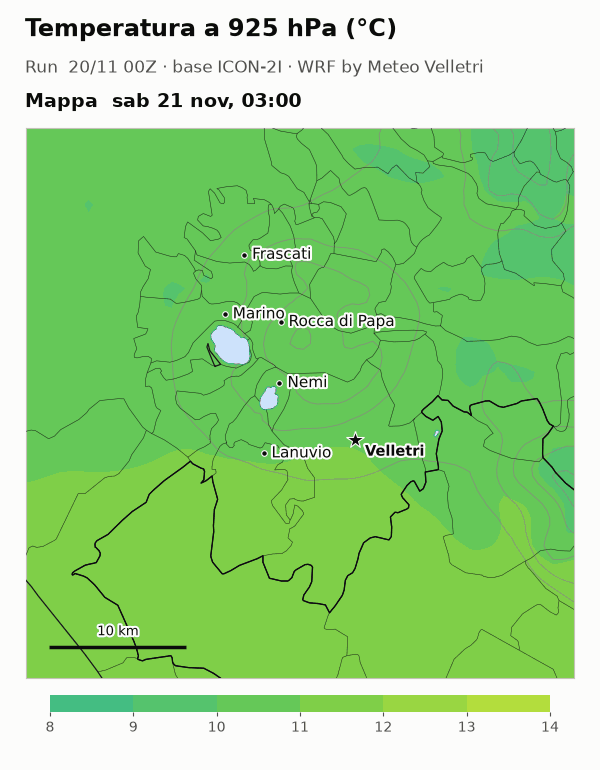 Temperatura a 925 hPa (°C)
Run  20/11 00Z · base ICON-2I · WRF by Meteo Velletri
Mappa  sab 21 nov, 03:00
Frascati
Marino
Rocca di Papa
Nemi
Velletri
Lanuvio
10 km
8 9 10 11 12 13 14